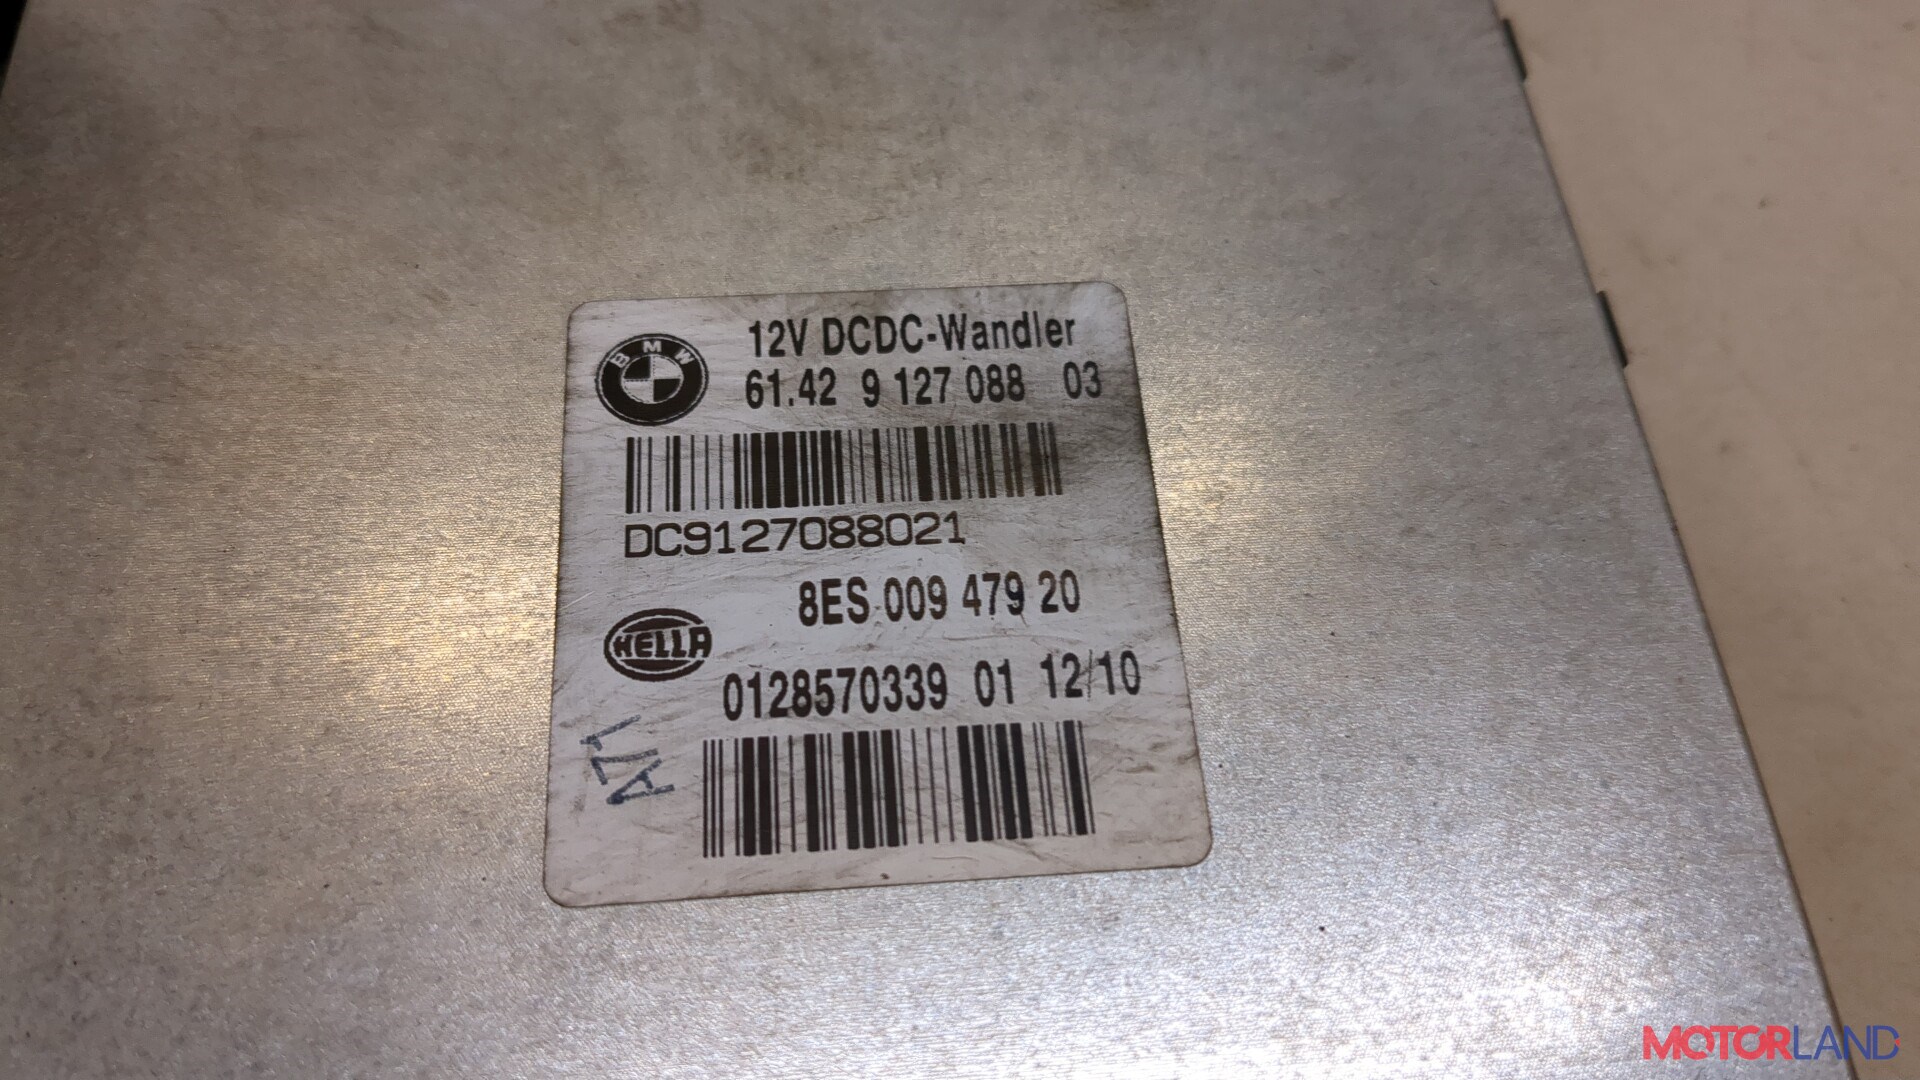 BMW
12V DCDC-Wandler
61.42 9 127 088 03
DC9127088021
8ES 009 479 20
HELLA
0128570339 01 12/10
MOTORLAND